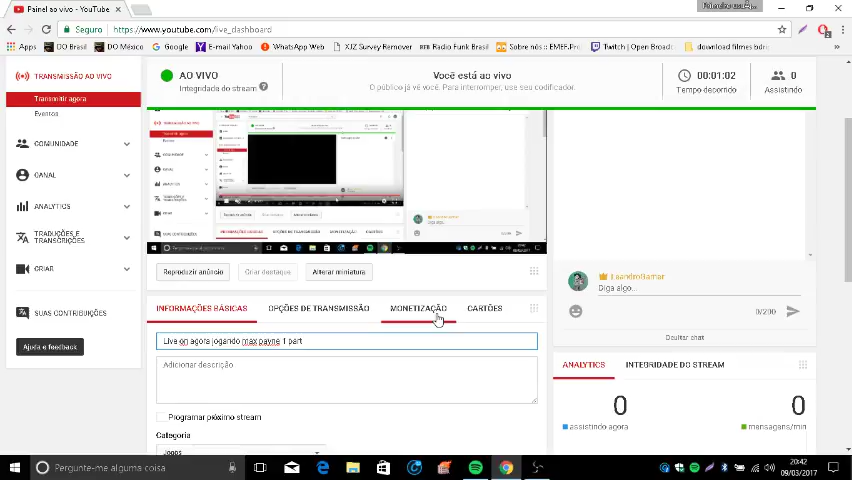 Painel ao vivo - YouTube
Seguro https://www.youtube.com/live_dashboard
Apps DO Brasil DO México Google E-mail Yahoo WhatsApp Web XJZ Survey Remover Radio Funk Brasil Sobre nós :: EMEF.Pro Twitch | Open Broad download filmes bdr
TRANSMISSÃO AO VIVO
Transmitir agora
Eventos
COMUNIDADE
CANAL
ANALYTICS
TRADUÇÕES E
TRANSCRIÇÕES
CRIAR
SUAS CONTRIBUIÇÕES
Ajuda e feedback
AO VIVO
Integridade do stream ?
Você está ao vivo
O público já vê você. Para interromper, use seu codificador.
00:01:02
Tempo decorrido
0
Assistindo
Reproduzir anúncio Criar destaque Alterar miniatura
INFORMAÇÕES BÁSICAS OPÇÕES DE TRANSMISSÃO MONETIZAÇÃO CARTÕES
Live on agora jogando max payne 1 part
Adicionar descrição
Programar próximo stream
Categoria
Jogos
Diga algo...
0/200
Ocultar chat
ANALYTICS INTEGRIDADE DO STREAM
0 0
assistindo agora mensagens/min
Pergunte-me alguma coisa
20:42
09/03/2017